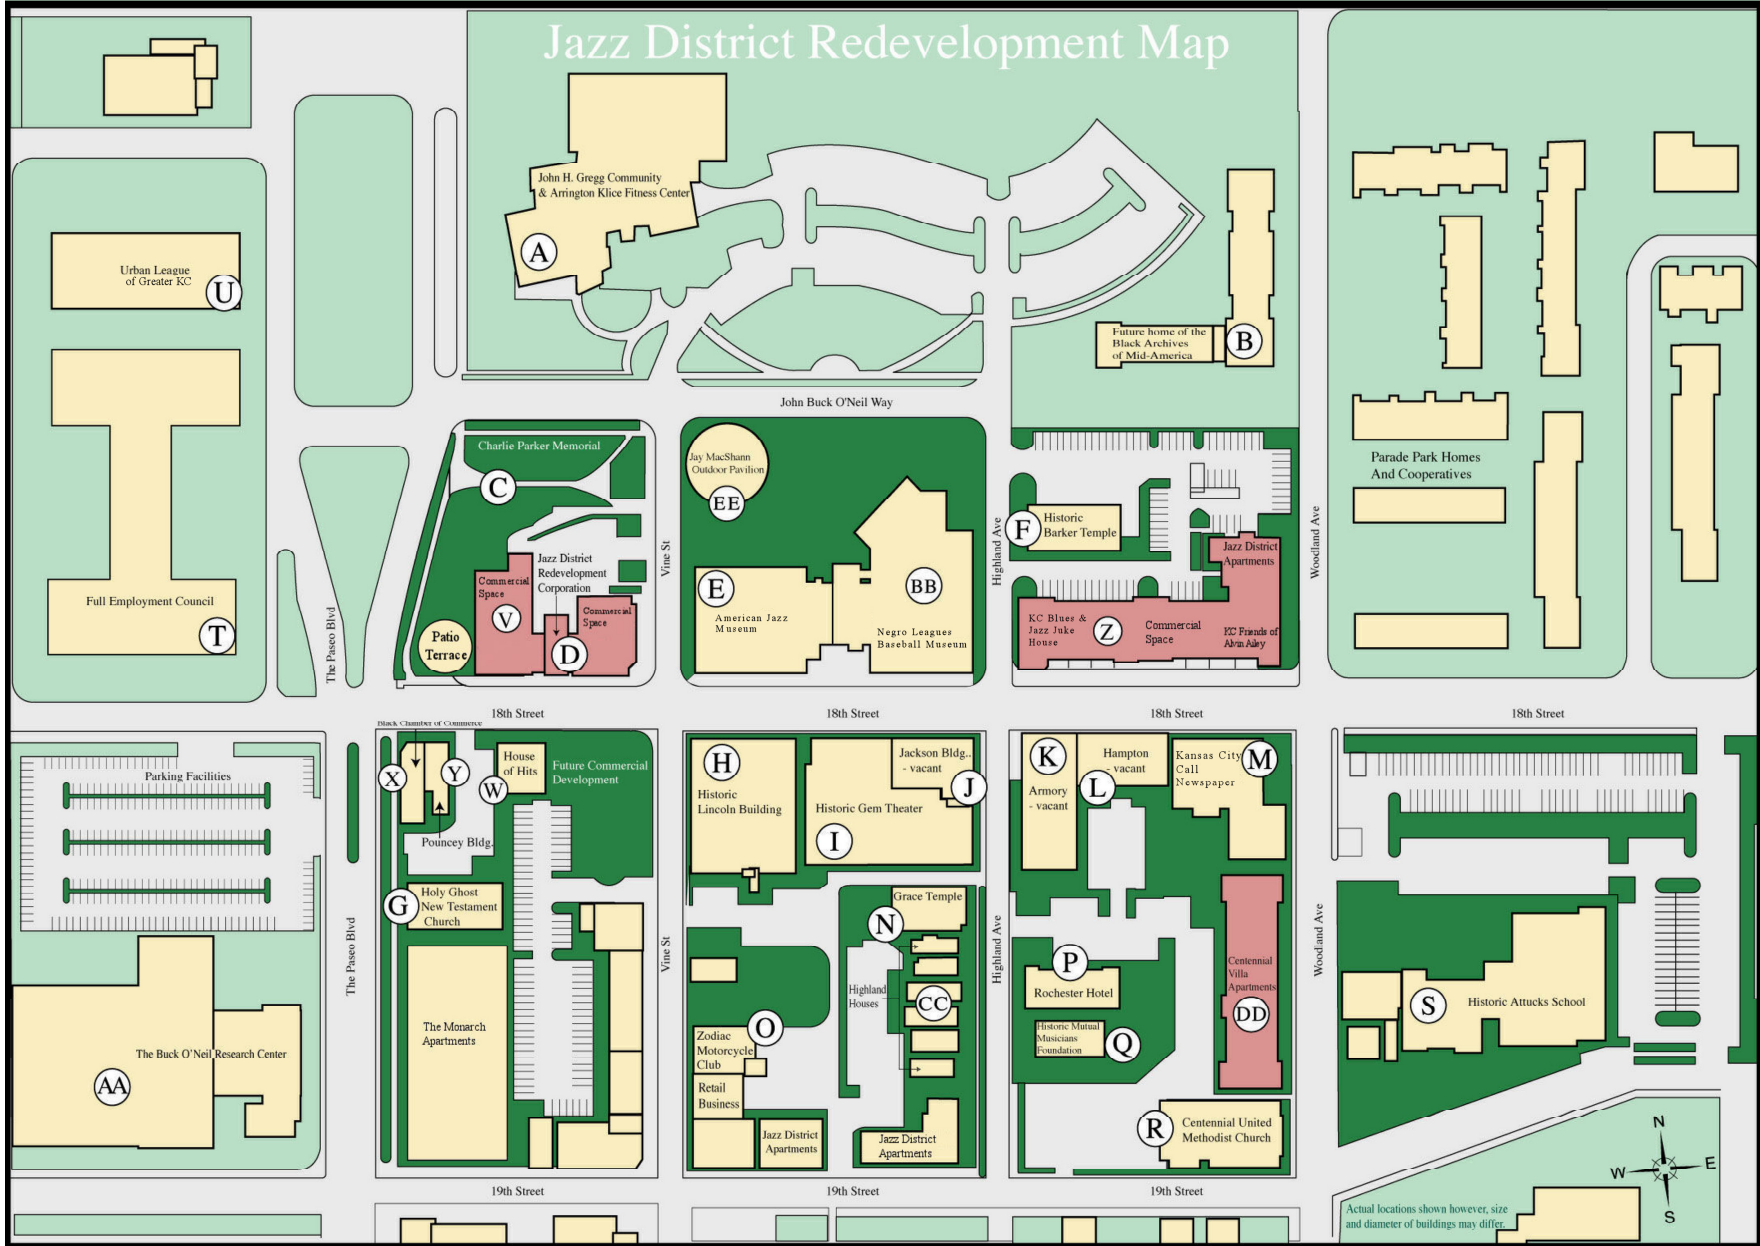 Jazz District Redevelopment Map
John H. Gregg Community
& Arrington Klice Fitness Center
A
Urban League
of Greater KC
U
Future home of the
Black Archives
of Mid-America
B
John Buck O'Neil Way
Charlie Parker Memorial
C
Jay MacShann
Outdoor Pavilion
EE
Historic
Barker Temple
F
Parade Park Homes
And Cooperatives
Full Employment Council
T
The Paseo Blvd
Patio
Terrace
Commercial
Space
V
Jazz District
Redevelopment
Corporation
Commercial
Space
D
Vine St
E
American Jazz
Museum
BB
Negro Leagues
Baseball Museum
Highland Ave
Jazz District
Apartments
KC Blues &
Jazz Juke
House
Z
Commercial
Space
KC Friends of
Alvin Ailey
Woodland Ave
18th Street
18th Street
18th Street
18th Street
Parking Facilities
Black Chamber of Commerce
X
Y
Pouncey Bldg.
W
House
of Hits
Future Commercial
Development
H
Historic
Lincoln Building
Jackson Bldg..
- vacant
J
Historic Gem Theater
I
K
Armory
- vacant
Hampton
- vacant
L
Kansas City
Call
Newspaper
M
G
Holy Ghost
New Testament
Church
The Paseo Blvd
The Monarch
Apartments
Vine St
Grace Temple
N
Highland
Houses
CC
Highland Ave
P
Rochester Hotel
Historic Mutual
Musicians
Foundation
Q
Centennial
Villa
Apartments
DD
Woodland Ave
S
Historic Attucks School
The Buck O'Neil Research Center
AA
O
Zodiac
Motorcycle
Club
Retail
Business
Jazz District
Apartments
Jazz District
Apartments
R
Centennial United
Methodist Church
19th Street
19th Street
19th Street
N
W
E
S
Actual locations shown however, size
and diameter of buildings may differ.